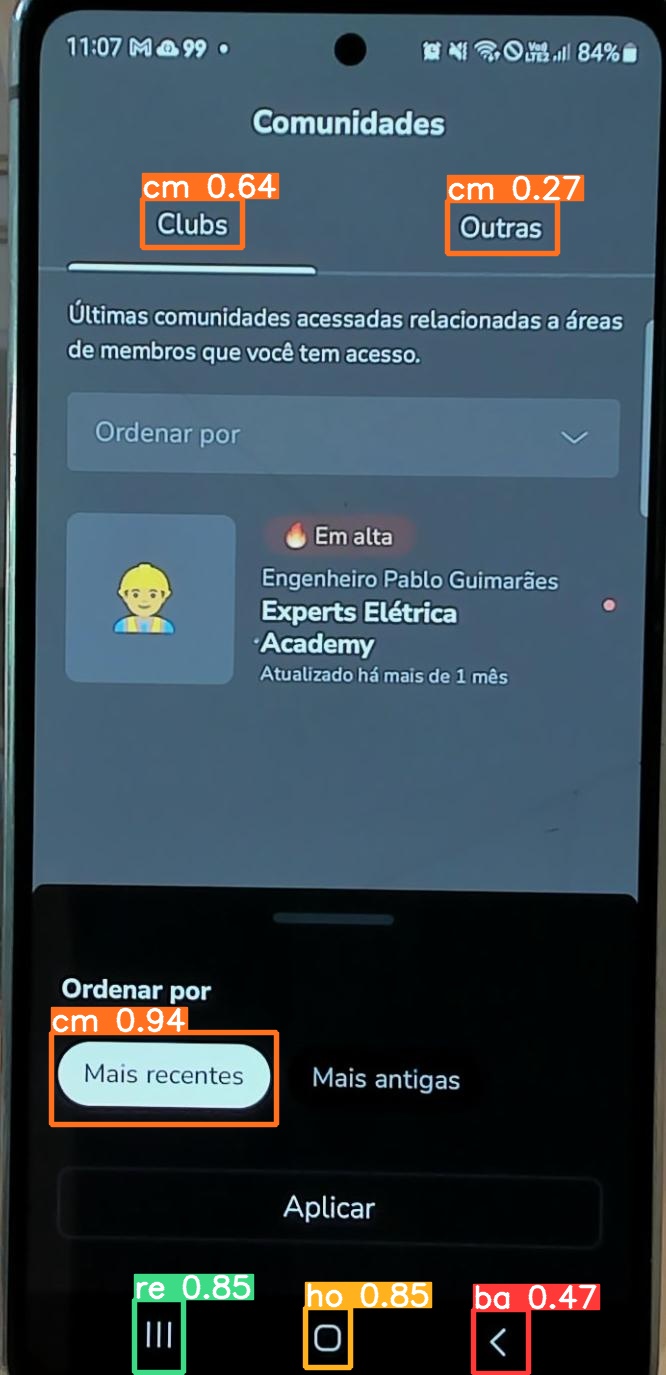 11:07 99 84%
Comunidades
cm 0.64 cm 0.27
Clubs Outras
Últimas comunidades acessadas relacionadas a áreas
de membros que você tem acesso.
Ordenar por
Em alta
Engenheiro Pablo Guimarães
Experts Elétrica
Academy
Atualizado há mais de 1 mês
Ordenar por
cm 0.94
Mais recentes Mais antigas
Aplicar
re 0.85 ho 0.85 ba 0.47